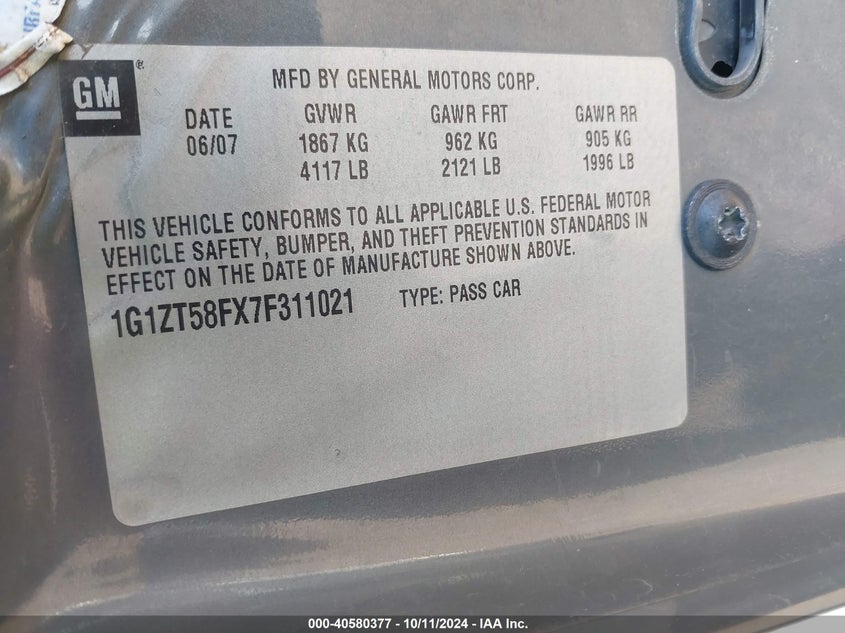 GM
MFD BY GENERAL MOTORS CORP.
DATE GVWR GAWR FRT GAWR RR
06/07 1867 KG 962 KG 905 KG
4117 LB 2121 LB 1996 LB
THIS VEHICLE CONFORMS TO ALL APPLICABLE U.S. FEDERAL MOTOR
VEHICLE SAFETY, BUMPER, AND THEFT PREVENTION STANDARDS IN
EFFECT ON THE DATE OF MANUFACTURE SHOWN ABOVE.
1G1ZT58FX7F311021 TYPE: PASS CAR
000-40580377 - 10/11/2024 - IAA Inc.